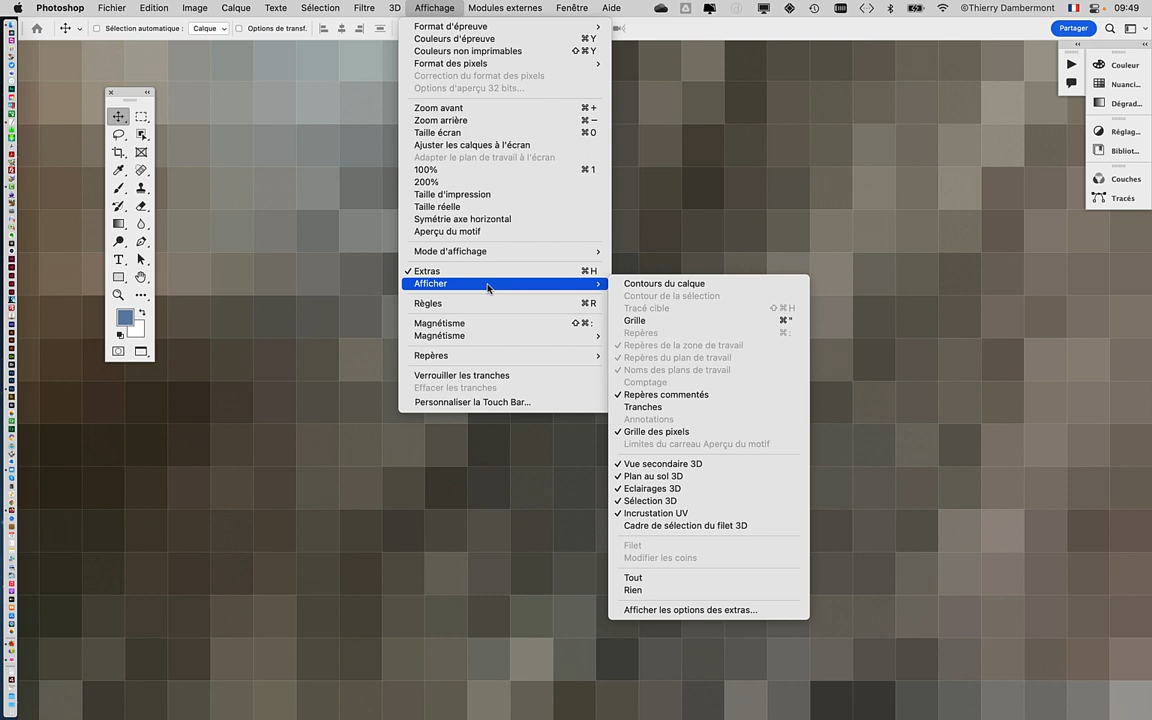 Photoshop Fichier Edition Image Calque Texte Sélection Filtre 3D Affichage Modules externes Fenêtre Aide ©Thierry Dambermont 09:49
Sélection automatique : Calque Options de transf. Partager
Format d'épreuve
Couleurs d'épreuve ⌘Y
Couleurs non imprimables ⇧⌘Y
Format des pixels
Correction du format des pixels
Options d'aperçu 32 bits...
Zoom avant ⌘+
Zoom arrière ⌘−
Taille écran ⌘0
Ajuster les calques à l'écran
Adapter le plan de travail à l'écran
100% ⌘1
200%
Taille d'impression
Taille réelle
Symétrie axe horizontal
Aperçu du motif
Mode d'affichage
✓ Extras ⌘H
Afficher
Règles ⌘R
Magnétisme ⇧⌘:
Magnétisme
Repères
Verrouiller les tranches
Effacer les tranches
Personnaliser la Touch Bar...
Contours du calque
Contour de la sélection
Tracé cible ⇧⌘H
Grille ⌘"
Repères ⌘:
✓ Repères de la zone de travail
✓ Repères du plan de travail
✓ Noms des plans de travail
Comptage
✓ Repères commentés
Tranches
Annotations
✓ Grille des pixels
Limites du carreau Aperçu du motif
✓ Vue secondaire 3D
✓ Plan au sol 3D
✓ Eclairages 3D
✓ Sélection 3D
✓ Incrustation UV
Cadre de sélection du filet 3D
Filet
Modifier les coins
Tout
Rien
Afficher les options des extras...
Couleur
Nuanci...
Dégrad...
Réglag...
Bibliot...
Couches
Tracés